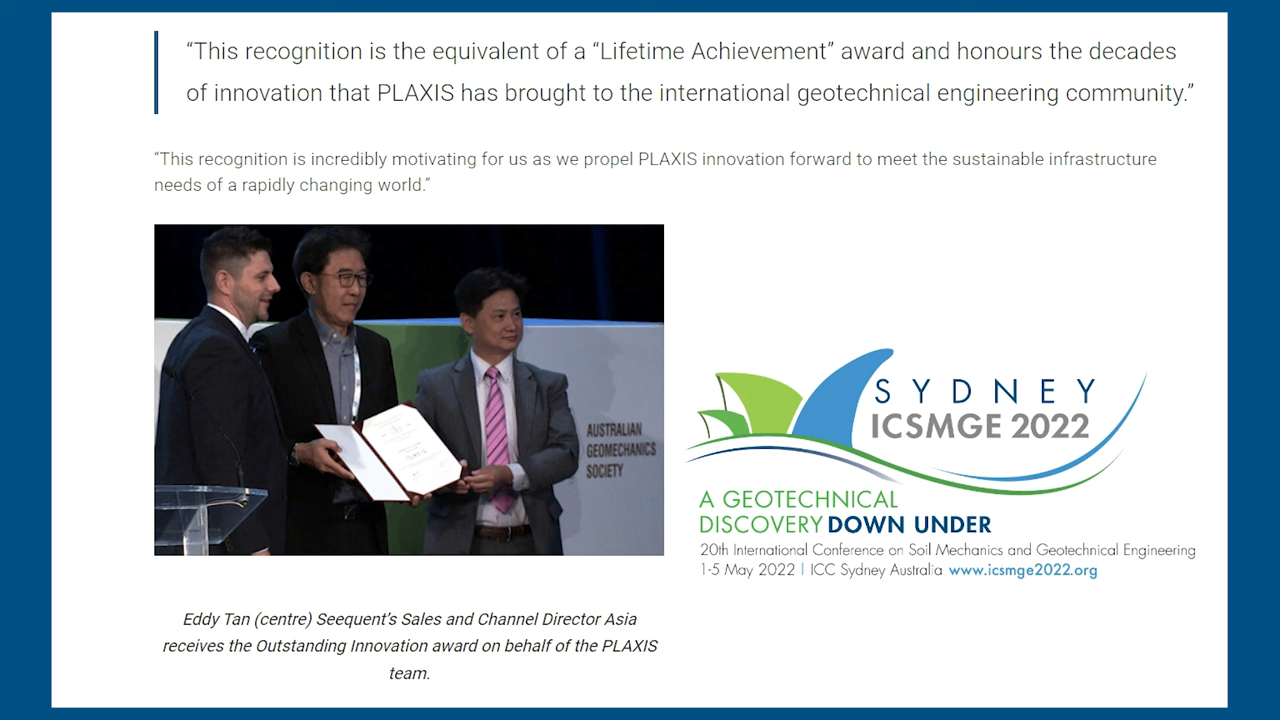 “This recognition is the equivalent of a “Lifetime Achievement” award and honours the decades
of innovation that PLAXIS has brought to the international geotechnical engineering community.”
“This recognition is incredibly motivating for us as we propel PLAXIS innovation forward to meet the sustainable infrastructure
needs of a rapidly changing world.”
AUSTRALIAN
GEOMECHANICS
SOCIETY
SYDNEY
ICSMGE 2022
A GEOTECHNICAL
DISCOVERY DOWN UNDER
20th International Conference on Soil Mechanics and Geotechnical Engineering
1-5 May 2022 | ICC Sydney Australia www.icsmge2022.org
Eddy Tan (centre) Seequent’s Sales and Channel Director Asia
receives the Outstanding Innovation award on behalf of the PLAXIS
team.